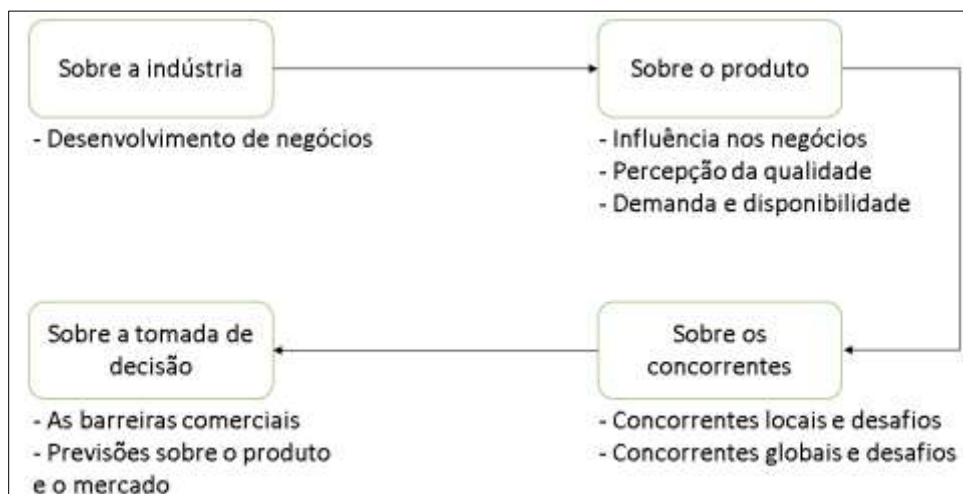 Sobre a indústria
- Desenvolvimento de negócios
Sobre o produto
- Influência nos negócios
- Percepção da qualidade
- Demanda e disponibilidade
Sobre os
concorrentes
- Concorrentes locais e desafios
- Concorrentes globais e desafios
Sobre a tomada de
decisão
- As barreiras comerciais
- Previsões sobre o produto
e o mercado